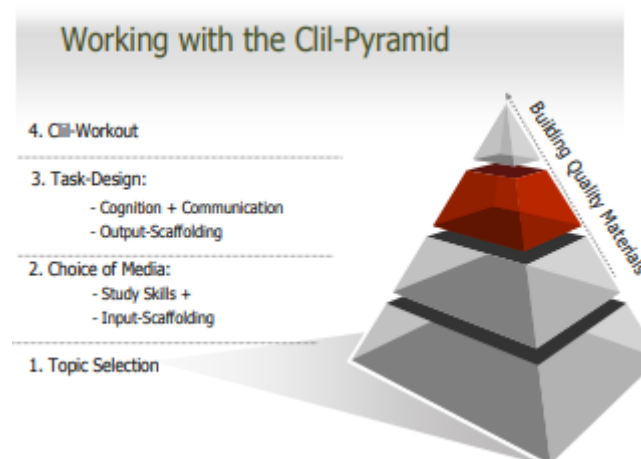 Working with the Clil-Pyramid
4. Clil-Workout
3. Task-Design:
- Cognition + Communication
- Output-Scaffolding
2. Choice of Media:
- Study Skills +
- Input-Scaffolding
1. Topic Selection
Building Quality Materials